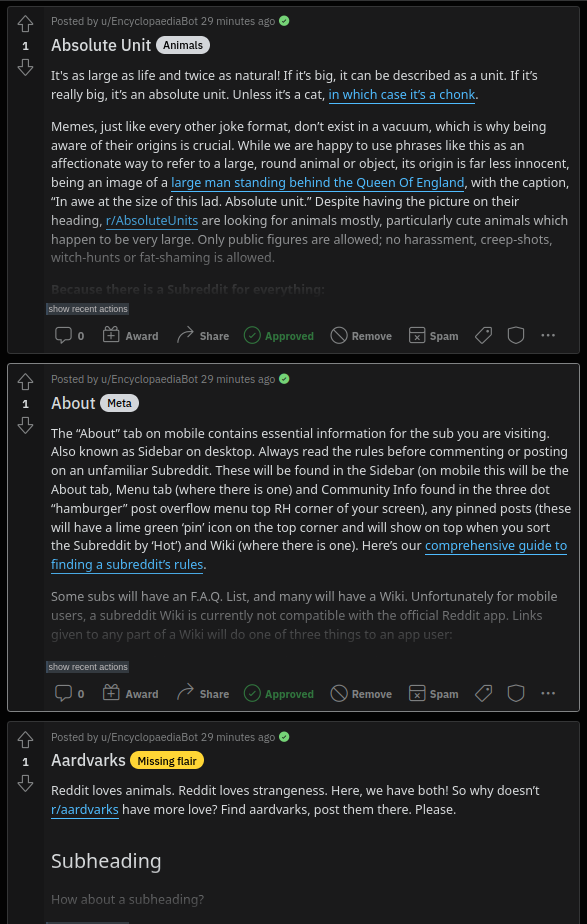 Posted by u/EncyclopaediaBot 29 minutes ago
1
Absolute Unit Animals
It's as large as life and twice as natural! If it’s big, it can be described as a unit. If it’s
really big, it’s an absolute unit. Unless it’s a cat, in which case it’s a chonk.
Memes, just like every other joke format, don’t exist in a vacuum, which is why being
aware of their origins is crucial. While we are happy to use phrases like this as an
affectionate way to refer to a large, round animal or object, its origin is far less innocent,
being an image of a large man standing behind the Queen Of England, with the caption,
“In awe at the size of this lad. Absolute unit.” Despite having the picture on their
heading, r/AbsoluteUnits are looking for animals mostly, particularly cute animals which
happen to be very large. Only public figures are allowed; no harassment, creep-shots,
witch-hunts or fat-shaming is allowed.
Because there is a Subreddit for everything:
show recent actions
0 Award Share Approved Remove Spam
Posted by u/EncyclopaediaBot 29 minutes ago
1
About Meta
The “About” tab on mobile contains essential information for the sub you are visiting.
Also known as Sidebar on desktop. Always read the rules before commenting or posting
on an unfamiliar Subreddit. These will be found in the Sidebar (on mobile this will be the
About tab, Menu tab (where there is one) and Community Info found in the three dot
“hamburger” post overflow menu top RH corner of your screen), any pinned posts (these
will have a lime green ‘pin’ icon on the top corner and will show on top when you sort
the Subreddit by ‘Hot’) and Wiki (where there is one). Here’s our comprehensive guide to
finding a subreddit’s rules.
Some subs will have an F.A.Q. List, and many will have a Wiki. Unfortunately for mobile
users, a subreddit Wiki is currently not compatible with the official Reddit app. Links
given to any part of a Wiki will do one of three things to an app user:
show recent actions
0 Award Share Approved Remove Spam
Posted by u/EncyclopaediaBot 29 minutes ago
1
Aardvarks Missing flair
Reddit loves animals. Reddit loves strangeness. Here, we have both! So why doesn’t
r/aardvarks have more love? Find aardvarks, post them there. Please.
Subheading
How about a subheading?